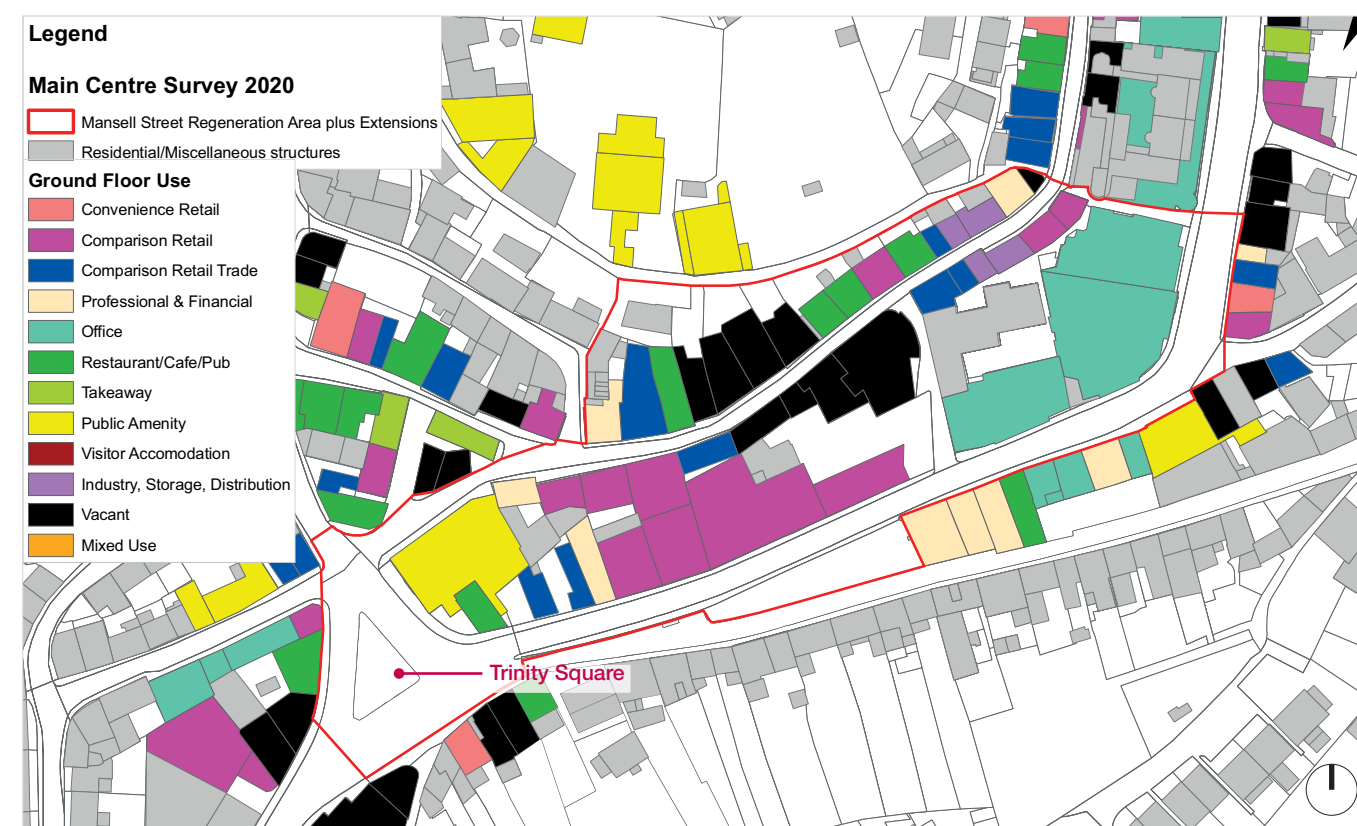 Legend
Main Centre Survey 2020
Mansell Street Regeneration Area plus Extensions
Residential/Miscellaneous structures
Ground Floor Use
Convenience Retail
Comparison Retail
Comparison Retail Trade
Professional & Financial
Office
Restaurant/Cafe/Pub
Takeaway
Public Amenity
Visitor Accomodation
Industry, Storage, Distribution
Vacant
Mixed Use
Trinity Square